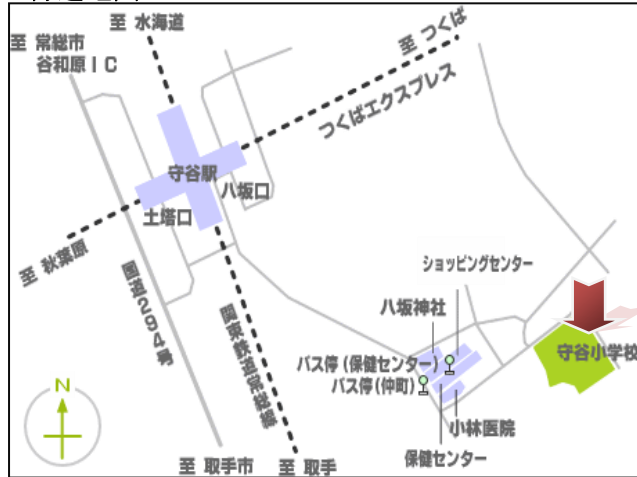 至 水海道
至 常総市
谷和原ＩＣ
至 つくば
つくばエクスプレス
守谷駅
八坂口
土塔口
至 秋葉原
国道２９４号
関東鉄道常総線
ショッピングセンター
八坂神社
バス停（保健センター）
バス停（仲町）
守谷小学校
小林医院
保健センター
N
至 取手市
至 取手